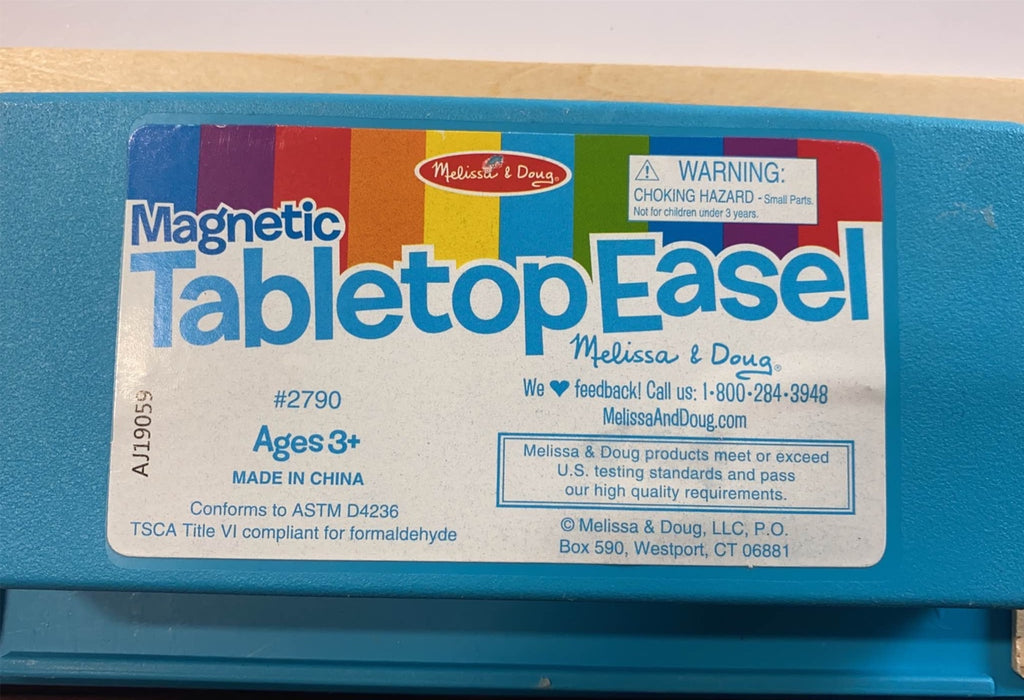 Melissa & Doug®
⚠ WARNING:
CHOKING HAZARD - Small Parts.
Not for children under 3 years.
Magnetic
Tabletop Easel
Melissa & Doug®
We ♥ feedback! Call us: 1•800•284•3948
MelissaAndDoug.com
#2790
Ages 3+
MADE IN CHINA
Conforms to ASTM D4236
TSCA Title VI compliant for formaldehyde
AJ19059
Melissa & Doug products meet or exceed
U.S. testing standards and pass
our high quality requirements.
© Melissa & Doug, LLC, P.O.
Box 590, Westport, CT 06881